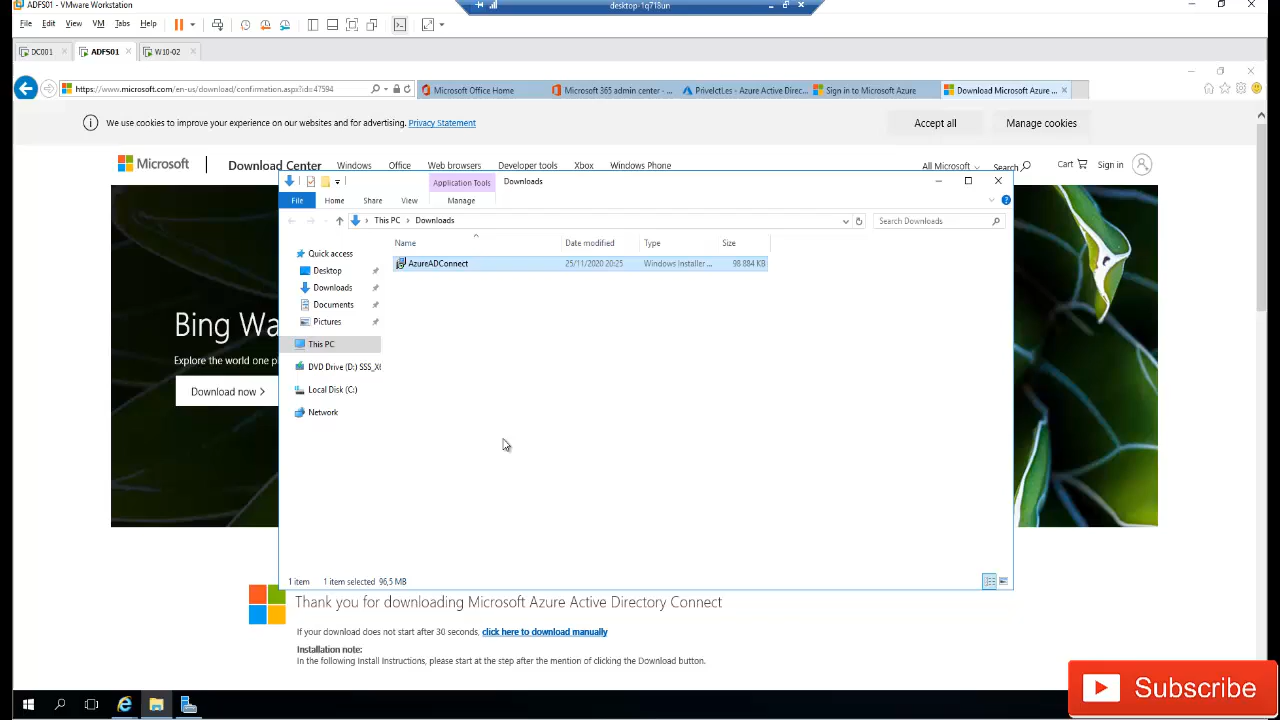 ADFS01 - VMware Workstation
desktop-1q718un
File Edit View VM Tabs Help
DC001 ADFS01 W10-02
https://www.microsoft.com/en-us/download/confirmation.aspx?id=47594
Microsoft Office Home
Microsoft 365 admin center - ...
PriveIctLes - Azure Active Direc...
Sign in to Microsoft Azure
Download Microsoft Azure ...
We use cookies to improve your experience on our websites and for advertising. Privacy Statement
Accept all
Manage cookies
Microsoft
Download Center Windows Office Web browsers Developer tools Xbox Windows Phone
All Microsoft Search Cart Sign in
Application Tools Downloads
File Home Share View Manage
This PC Downloads
Search Downloads
Name Date modified Type Size
AzureADConnect 25/11/2020 20:25 Windows Installer ... 98.884 KB
Quick access
Desktop
Downloads
Documents
Pictures
This PC
DVD Drive (D:) SSS_X6
Local Disk (C:)
Network
Bing Wa
Explore the world one p
Download now
1 item 1 item selected 96,5 MB
Thank you for downloading Microsoft Azure Active Directory Connect
If your download does not start after 30 seconds, click here to download manually
Installation note:
In the following Install Instructions, please start at the step after the mention of clicking the Download button.
Subscribe